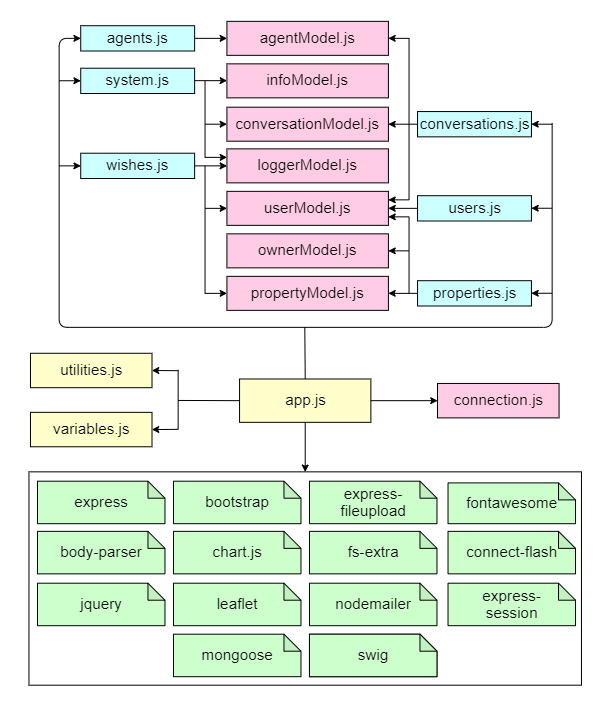 agents.js
agentModel.js
system.js
infoModel.js
conversationModel.js
conversations.js
wishes.js
loggerModel.js
userModel.js
users.js
ownerModel.js
propertyModel.js
properties.js
utilities.js
app.js
connection.js
variables.js
express
bootstrap
express-
fileupload
fontawesome
body-parser
chart.js
fs-extra
connect-flash
jquery
leaflet
nodemailer
express-
session
mongoose
swig